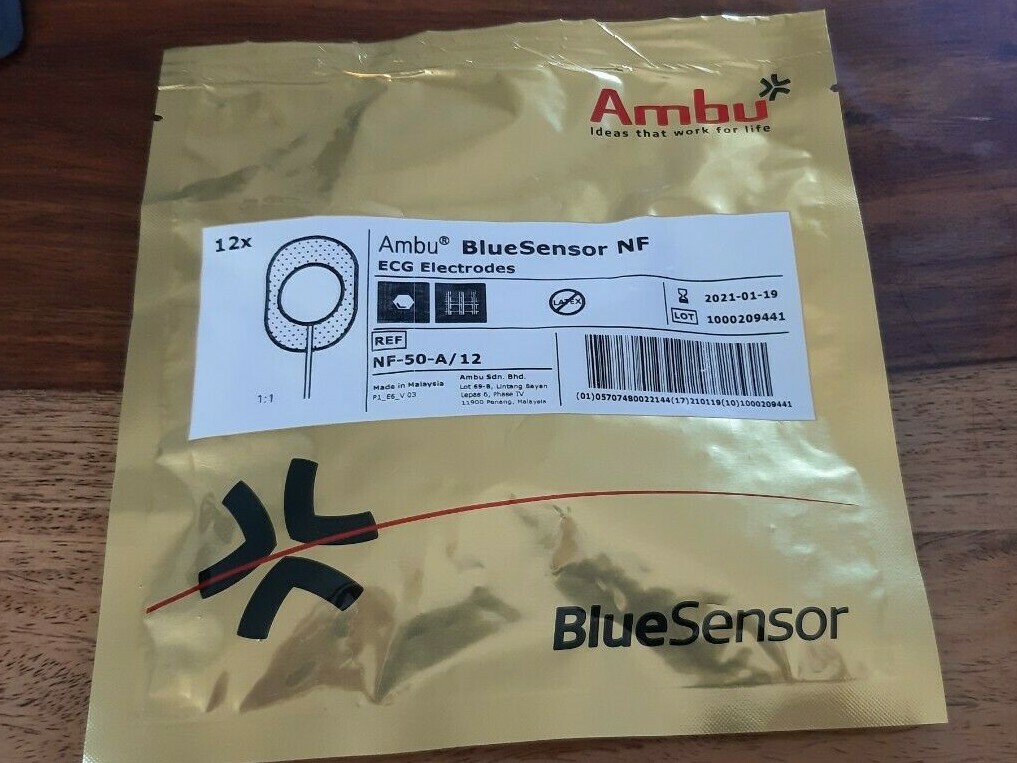 Ambu
Ideas that work for life
12x
1:1
Ambu® BlueSensor NF
ECG Electrodes
LATEX
2021-01-19
LOT 1000209441
REF
NF-50-A/12
Made in Malaysia
P1_E6_V 03
Ambu Sdn. Bhd.
Lot 69-B, Lintang Bayan
Lepas 6, Phase IV
11900 Penang, Malaysia
(01)05707480022144(17)210119(10)1000209441
BlueSensor